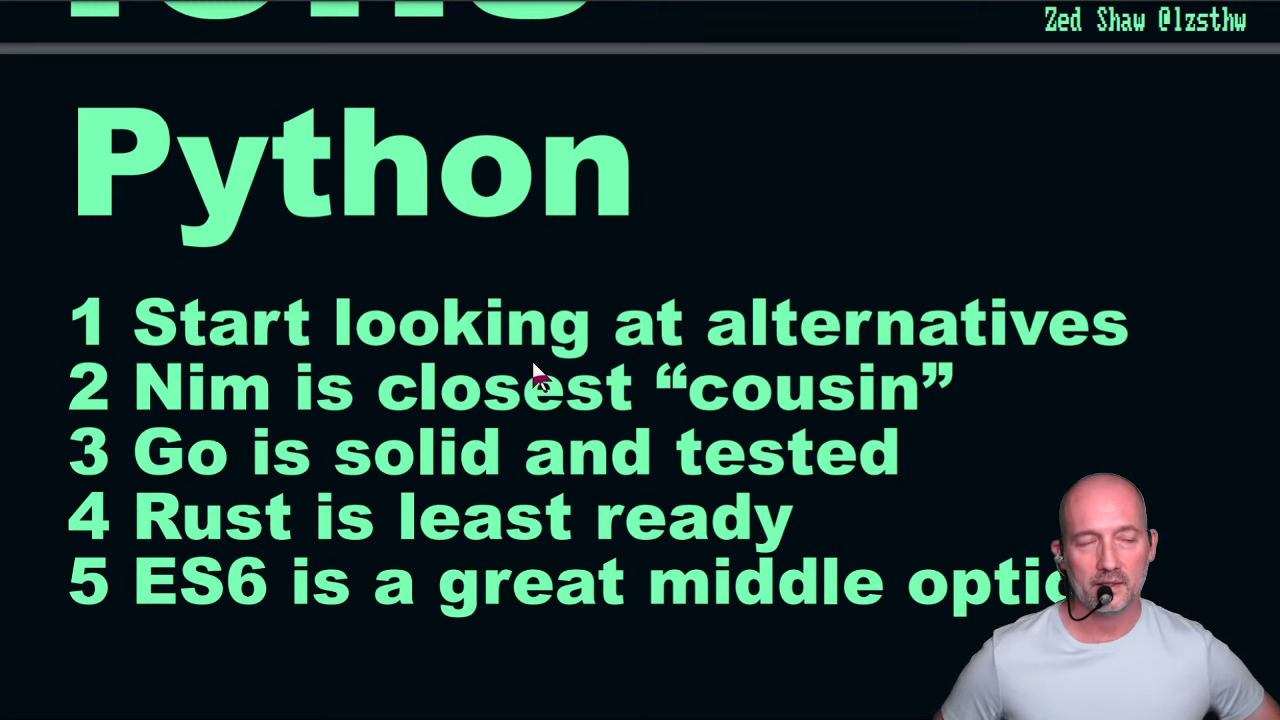 Zed Shaw @lzsthw
Python
1 Start looking at alternatives
2 Nim is closest “cousin”
3 Go is solid and tested
4 Rust is least ready
5 ES6 is a great middle